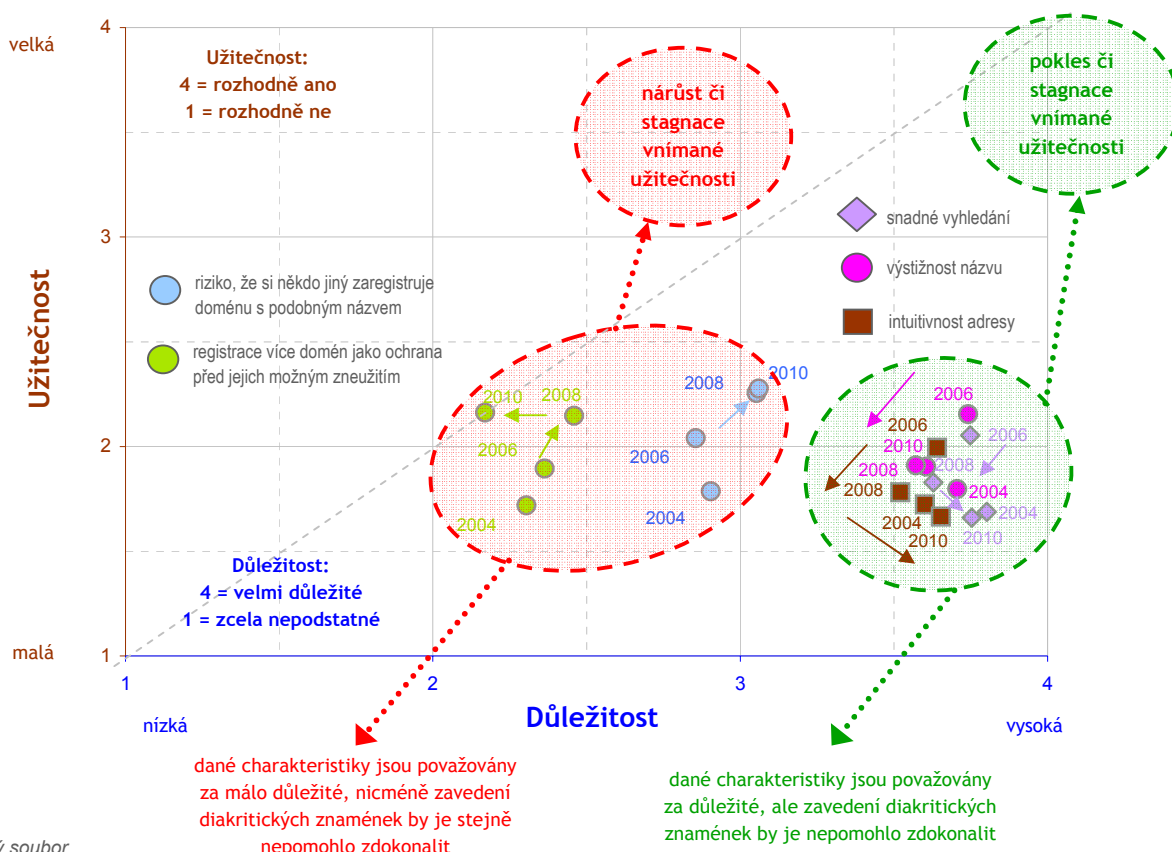 4
velká
Užitečnost:
4 = rozhodně ano
1 = rozhodně ne
nárůst či
stagnace
vnímané
užitečnosti
pokles či
stagnace
vnímané
užitečnosti
snadné vyhledání
výstižnost názvu
intuitivnost adresy
3
Užitečnost
riziko, že si někdo jiný zaregistruje
doménu s podobným názvem
registrace více domén jako ochrana
před jejich možným zneužitím
2010
2008
2006
2004
2008
2010
2006
2004
2006
2006
2006
2010
2008
2008
2008
2004
2004
2004
2010
2010
2
Důležitost:
4 = velmi důležité
1 = zcela nepodstatné
malá
1
1
2
3
4
nízká
Důležitost
vysoká
dané charakteristiky jsou považovány
za málo důležité, nicméně zavedení
diakritických znamének by je stejně
nepomohlo zdokonalit
dané charakteristiky jsou považovány
za důležité, ale zavedení diakritických
znamének by je nepomohlo zdokonalit
ý soubor